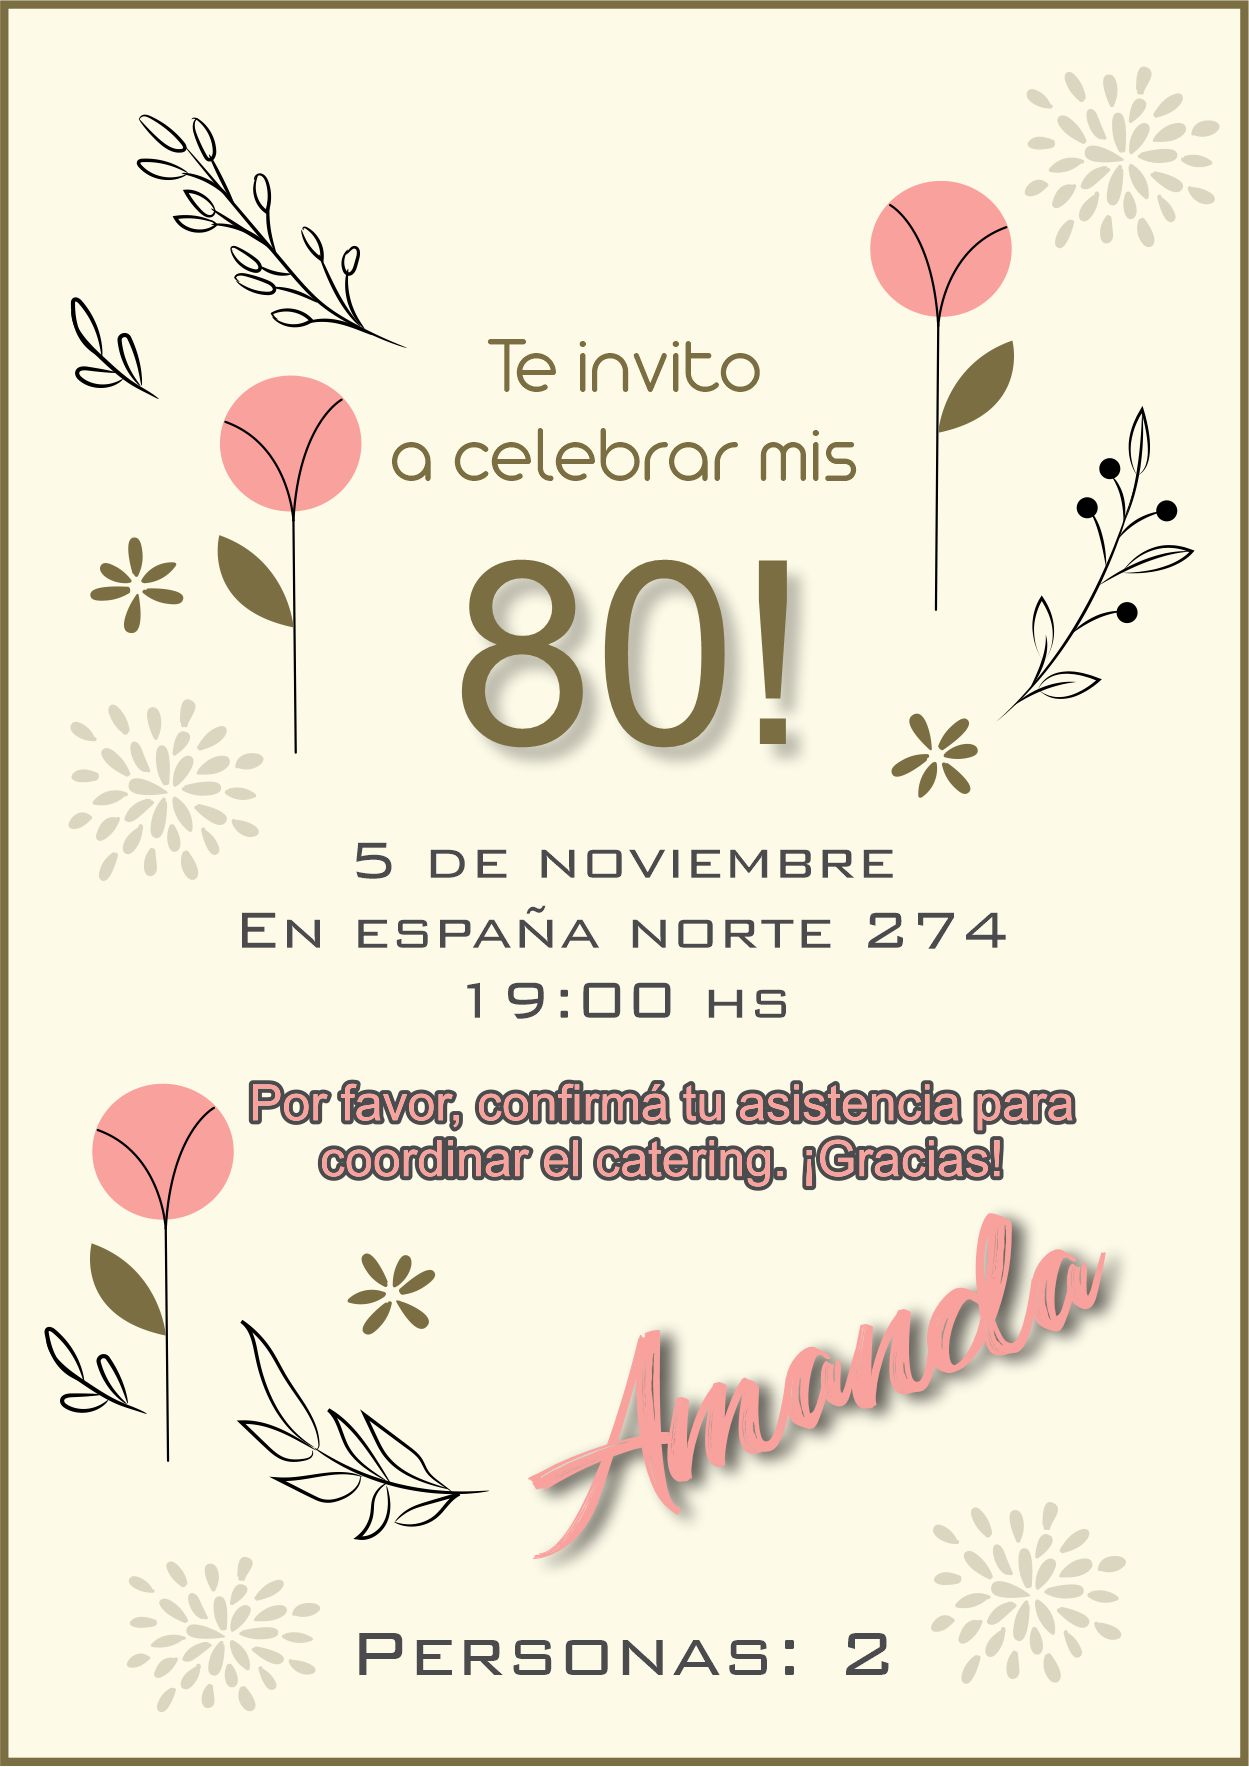 Te invito
a celebrar mis
80!
5 de noviembre
En españa norte 274
19:00 hs
Por favor, confirmá tu asistencia para
coordinar el catering. ¡Gracias!
Amanda
Personas: 2